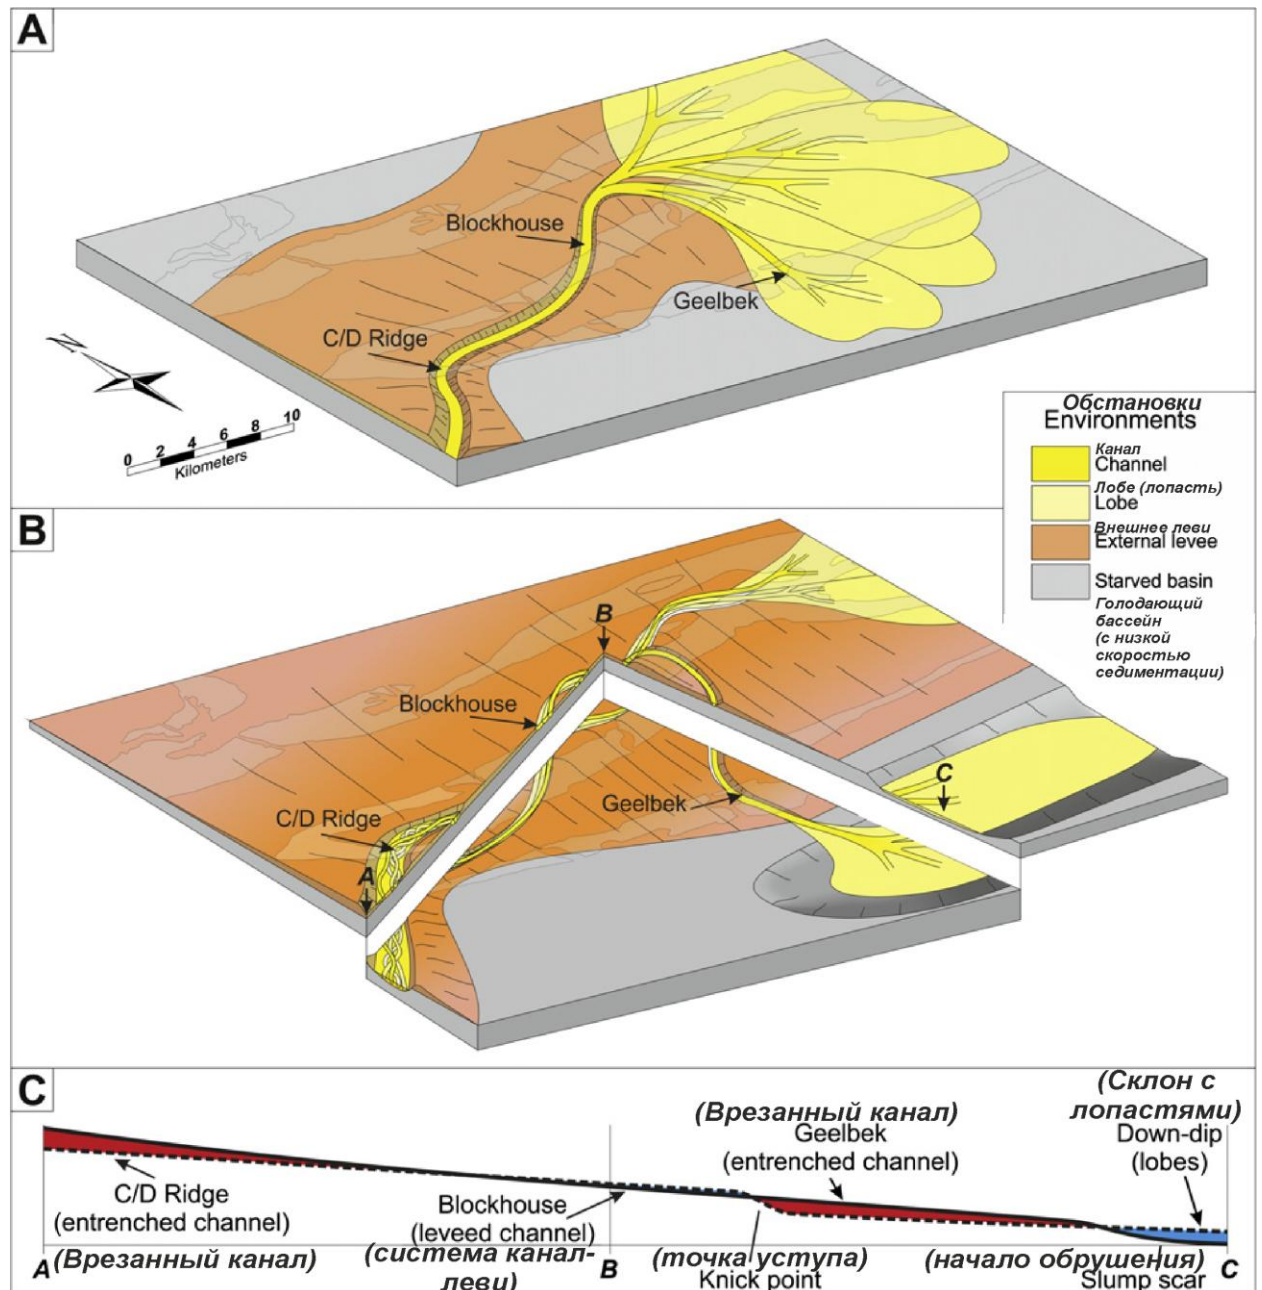 A
Blockhouse
Geelbek
C/D Ridge
N
0 2 4 6 8 10
Kilometers
Обстановки
Environments
Канал
Channel
Лобе (лопасть)
Lobe
Внешнее леви
External levee
Starved basin
Голодающий
бассейн
(с низкой
скоростью
седиментации)
B
B
Blockhouse
C
Geelbek
C/D Ridge
A
C
(Склон с
лопастями)
(Врезанный канал)
Geelbek
(entrenched channel)
Down-dip
(lobes)
C/D Ridge
(entrenched channel)
Blockhouse
(leveed channel)
(Врезанный канал)
(система канал-
леви)
(точка уступа)
Knick point
(начало обрушения)
Slump scar
A
B
C